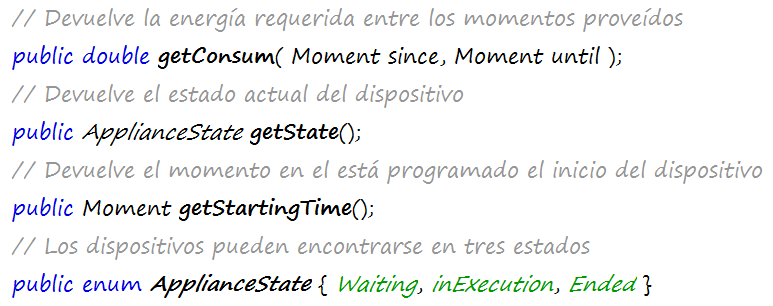 // Devuelve la energía requerida entre los momentos proveídos
public double getConsum( Moment since, Moment until );
// Devuelve el estado actual del dispositivo
public ApplianceState getState();
// Devuelve el momento en el está programado el inicio del dispositivo
public Moment getStartingTime();
// Los dispositivos pueden encontrarse en tres estados
public enum ApplianceState { Waiting, inExecution, Ended }